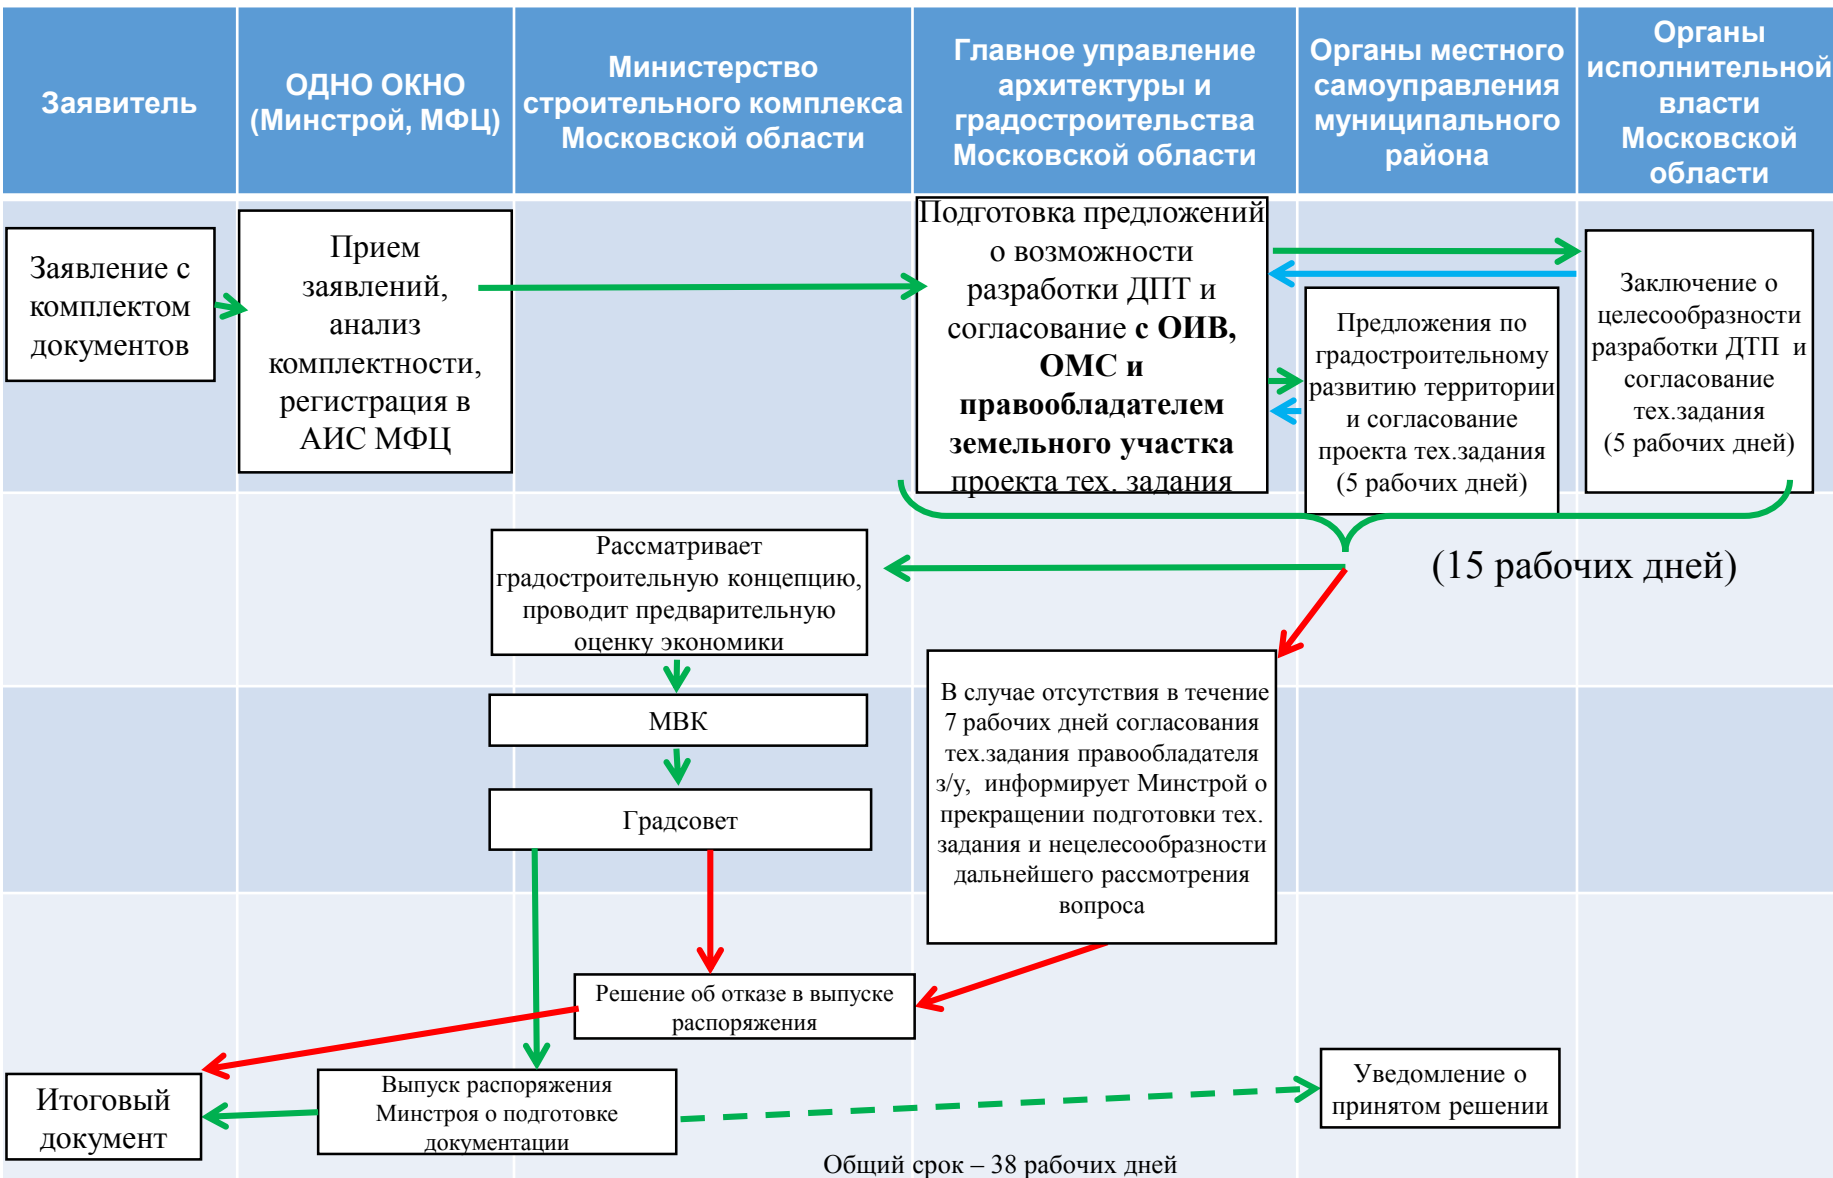 Заявитель
ОДНО ОКНО
(Минстрой, МФЦ)
Министерство
строительного комплекса
Московской области
Главное управление
архитектуры и
градостроительства
Московской области
Органы местного
самоуправления
муниципального
района
Органы
исполнительной
власти
Московской
области
Заявление с
комплектом
документов
Прием
заявлений,
анализ
комплектности,
регистрация в
АИС МФЦ
Подготовка предложений
о возможности
разработки ДПТ и
согласование с ОИВ,
ОМС и
правообладателем
земельного участка
проекта тех. задания
Предложения по
градостроительному
развитию территории
и согласование
проекта тех.задания
(5 рабочих дней)
Заключение о
целесообразности
разработки ДТП и
согласование
тех.задания
(5 рабочих дней)
(15 рабочих дней)
Рассматривает
градостроительную концепцию,
проводит предварительную
оценку экономики
МВК
Градсовет
В случае отсутствия в течение
7 рабочих дней согласования
тех.задания правообладателя
з/у, информирует Минстрой о
прекращении подготовки тех.
задания и нецелесообразности
дальнейшего рассмотрения
вопроса
Решение об отказе в выпуске
распоряжения
Итоговый
документ
Выпуск распоряжения
Минстроя о подготовке
документации
Уведомление о
принятом решении
Общий срок – 38 рабочих дней